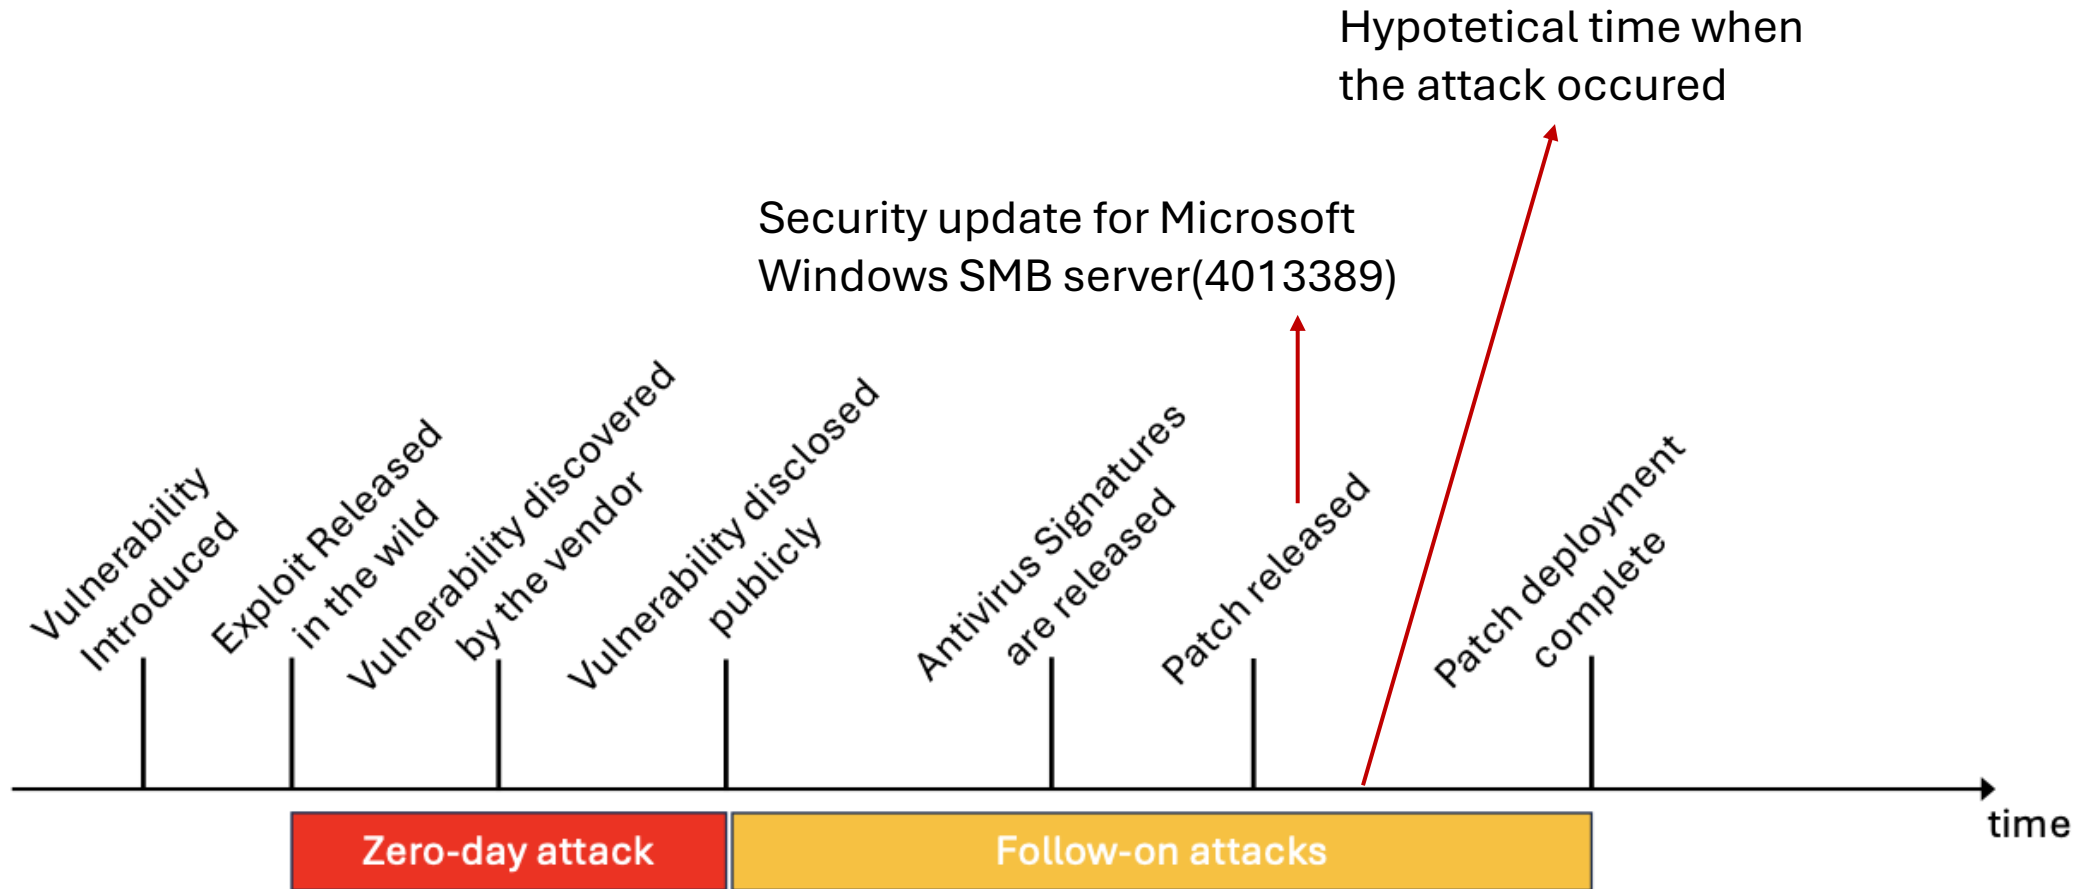 Hypotetical time when
the attack occured
Security update for Microsoft
Windows SMB server(4013389)
Vulnerability
Introduced
Exploit Released
in the wild
Vulnerability discovered
by the vendor
Vulnerability disclosed
publicly
Antivirus Signatures
are released
Patch released
Patch deployment
complete
time
Zero-day attack
Follow-on attacks